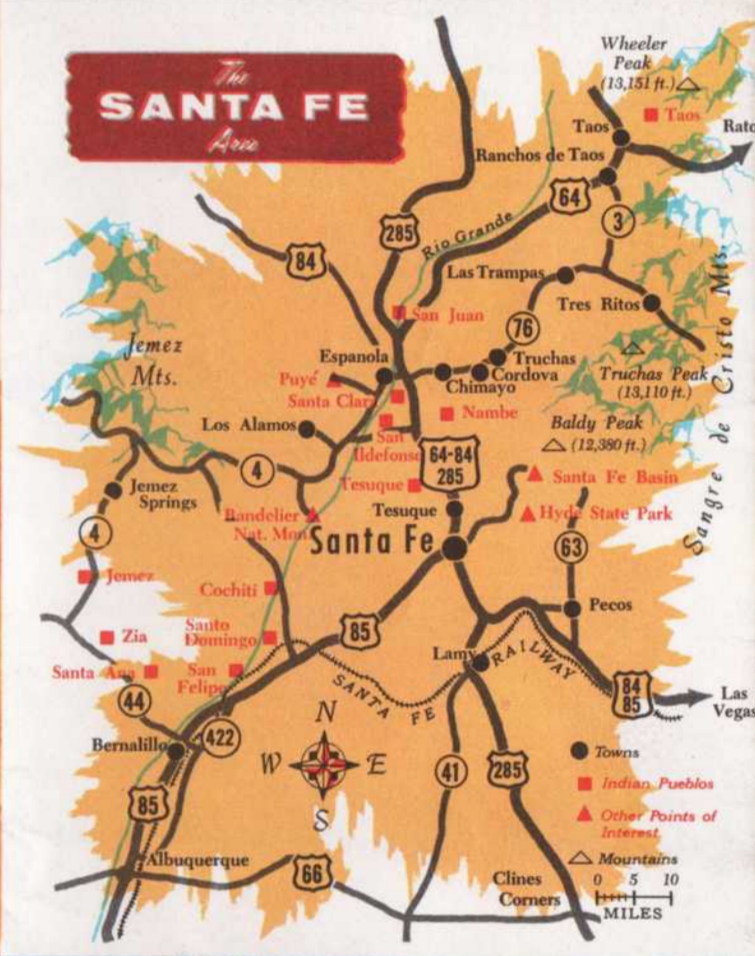 The
SANTA FE
Area
Wheeler
Peak
(13,151 ft.)
Taos
Taos
Rato
Ranchos de Taos
64
3
285
Rio Grande
84
Las Trampas
Tres Ritos
San Juan
76
Jemez
Mts.
Espanola
Truchas
Cordova
Chimayo
Truchas Peak
(13,110 ft.)
Sangre de Cristo Mts.
Puyé
Santa Clara
Nambe
Baldy Peak
(12,380 ft.)
Los Alamos
San
Ildefonso
64-84
285
4
Santa Fe Basin
Jemez
Springs
Tesuque
Tesuque
Bandelier
Nat. Mon.
Hyde State Park
Santa Fe
4
63
Jemez
Cochiti
Pecos
Santo
Domingo
Zia
85
Lamy
RAILWAY
Santa Ana
San
Felipe
SANTA FE
84
85
Las
Vegas
44
422
N
W
E
S
Bernalillo
41
285
Towns
Indian Pueblos
Other Points of
Interest
Mountains
85
Albuquerque
66
Clines
Corners
0 5 10
MILES